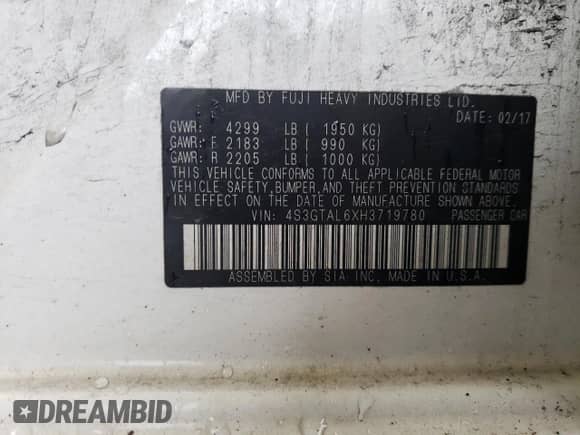 MFD BY FUJI HEAVY INDUSTRIES LTD.
DATE: 02/17
GVWR: 4299 LB ( 1950 KG)
GAWR: F 2183 LB ( 990 KG)
GAWR: R 2205 LB ( 1000 KG)
THIS VEHICLE CONFORMS TO ALL APPLICABLE FEDERAL MOTOR
VEHICLE SAFETY,BUMPER,AND THEFT PREVENTION STANDARDS
IN EFFECT ON THE DATE OF MANUFACTURE SHOWN ABOVE.
VIN: 4S3GTAL6XH3719780 PASSENGER CAR
ASSEMBLED BY SIA INC. MADE IN U.S.A.
DREAMBID